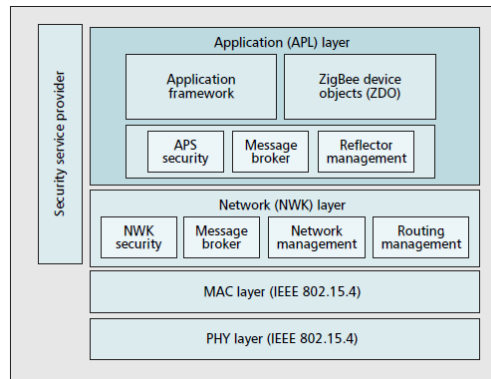 Security service provider
Application (APL) layer
Application
framework
ZigBee device
objects (ZDO)
APS
security
Message
broker
Reflector
management
Network (NWK) layer
NWK
security
Message
broker
Network
management
Routing
management
MAC layer (IEEE 802.15.4)
PHY layer (IEEE 802.15.4)